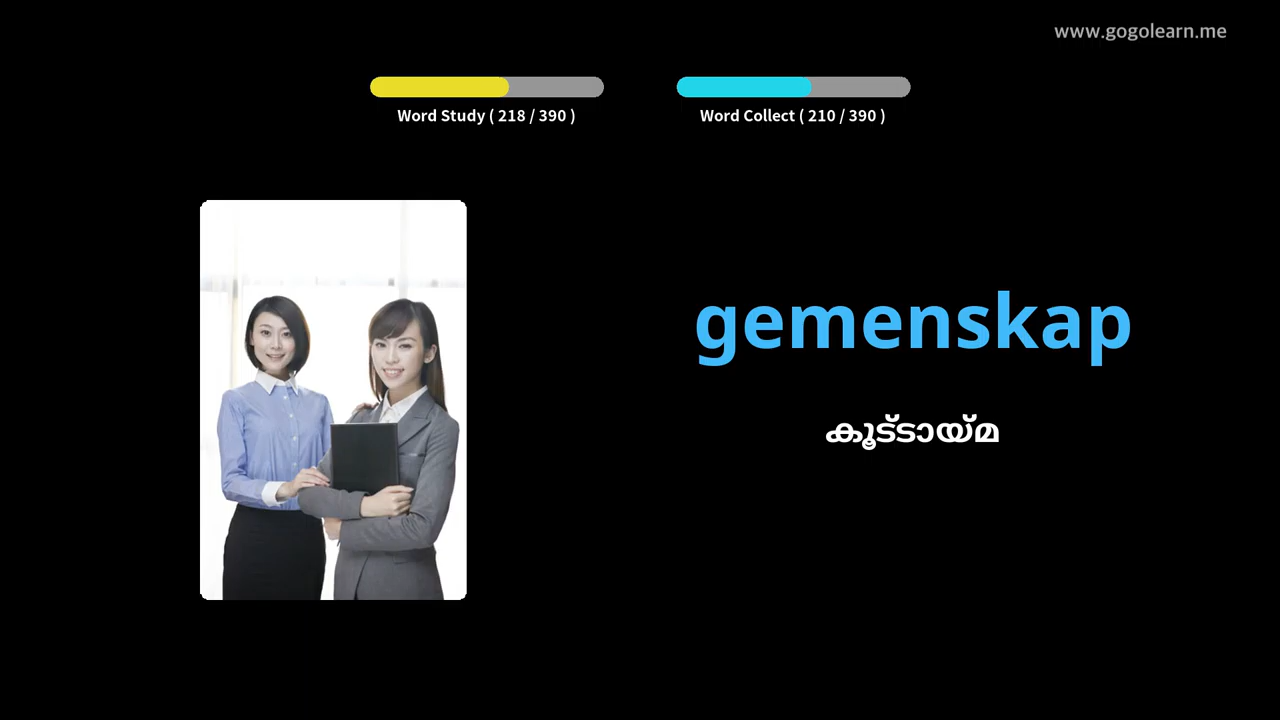 www.gogolearn.me
Word Study ( 218 / 390 )
Word Collect ( 210 / 390 )
gemenskap
കൂട്ടായ്മ